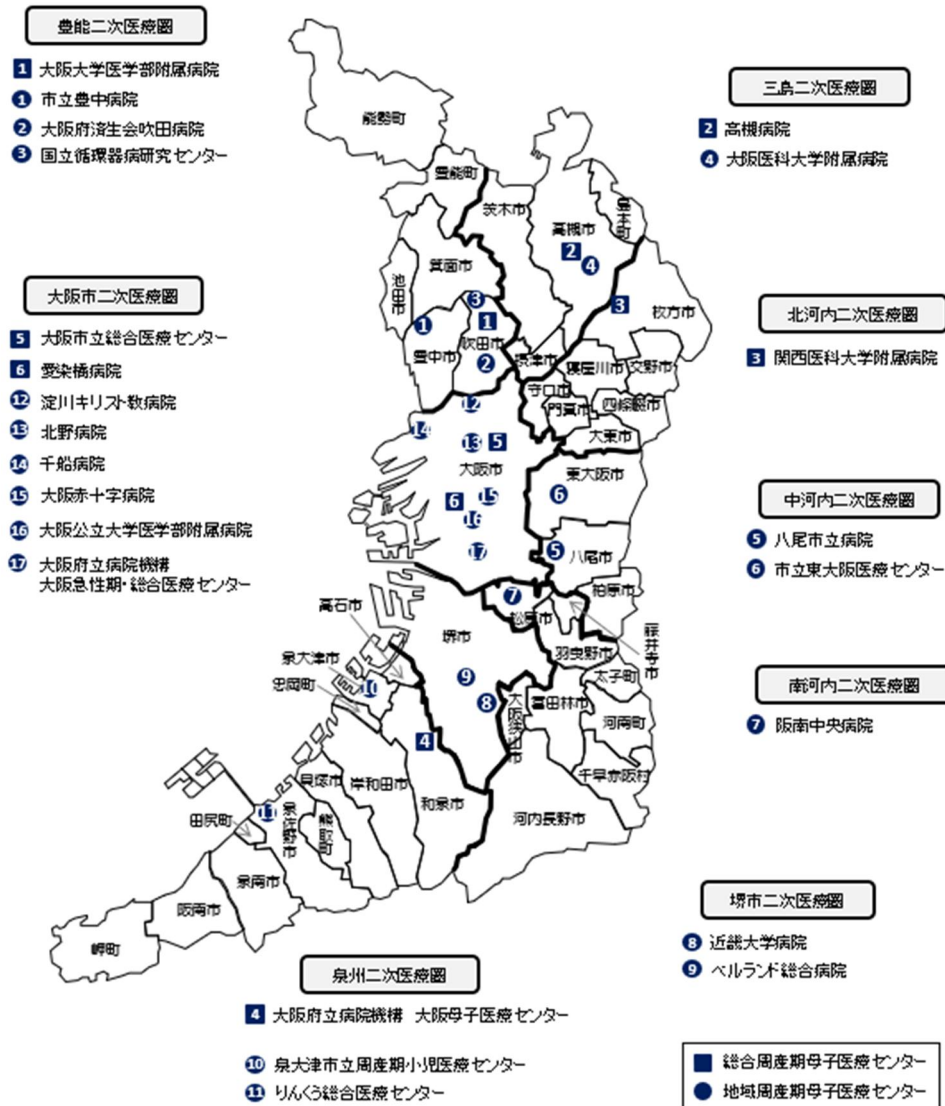 豊能二次医療圏
1 大阪大学医学部附属病院
1 市立豊中病院
2 大阪府済生会吹田病院
3 国立循環器病研究センター
三島二次医療圏
2 高槻病院
4 大阪医科大学附属病院
大阪市二次医療圏
5 大阪市立総合医療センター
6 愛染橋病院
12 淀川キリスト教病院
13 北野病院
14 千船病院
15 大阪赤十字病院
16 大阪公立大学医学部附属病院
17 大阪府立病院機構
大阪急性期・総合医療センター
北河内二次医療圏
3 関西医科大学附属病院
中河内二次医療圏
5 八尾市立病院
6 市立東大阪医療センター
南河内二次医療圏
7 阪南中央病院
堺市二次医療圏
8 近畿大学病院
9 ベルランド総合病院
泉州二次医療圏
4 大阪府立病院機構 大阪母子医療センター
10 泉大津市立周産期小児医療センター
11 りんくう総合医療センター
総合周産期母子医療センター
地域周産期母子医療センター
能勢町
豊能町
茨木市
高槻市
島本町
2
4
箕面市
池田市
3
枚方市
3
1
1
吹田市
豊中市
2
摂津市
寝屋川市
交野市
守口市
門真市
四條畷市
大東市
12
14
13
5
大阪市
東大阪市
6
6
15
16
17
5
八尾市
柏原市
7
松原市
藤井寺市
高石市
堺市
羽曳野市
泉大津市
太子町
忠岡町
10
9
8
大阪狭山市
富田林市
河南町
4
千早赤阪村
貝塚市
岸和田市
和泉市
河内長野市
11
泉佐野市
熊取町
田尻町
泉南市
阪南市
岬町